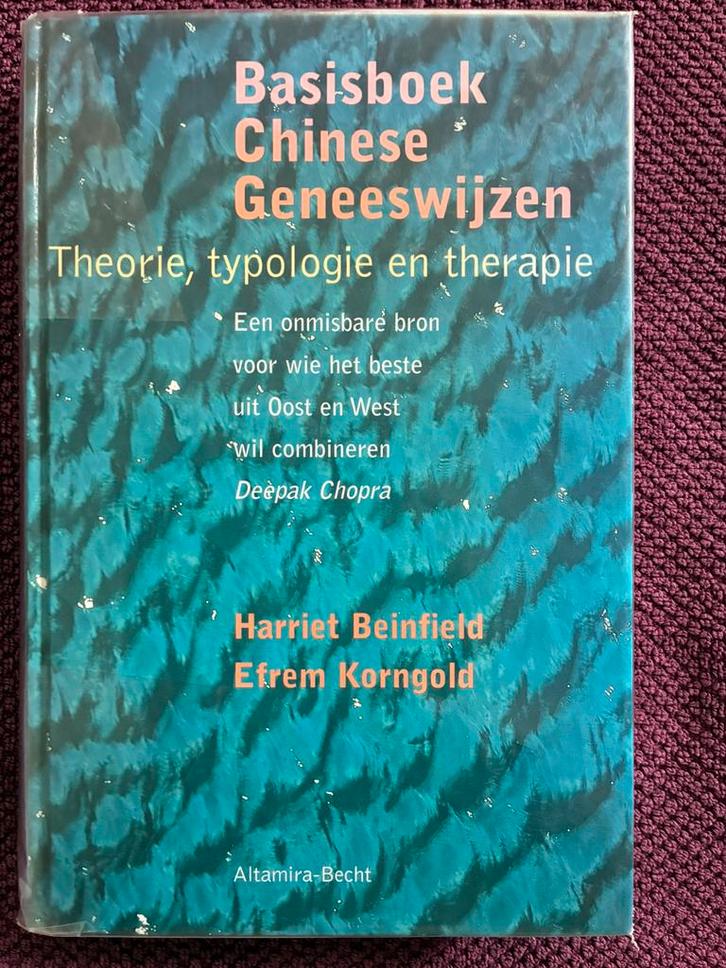 Basisboek
Chinese
Geneeswijzen
Theorie, typologie en therapie
Een onmisbare bron
voor wie het beste
uit Oost en West
wil combineren
Deepak Chopra
Harriet Beinfield
Efrem Korngold
Altamira-Becht